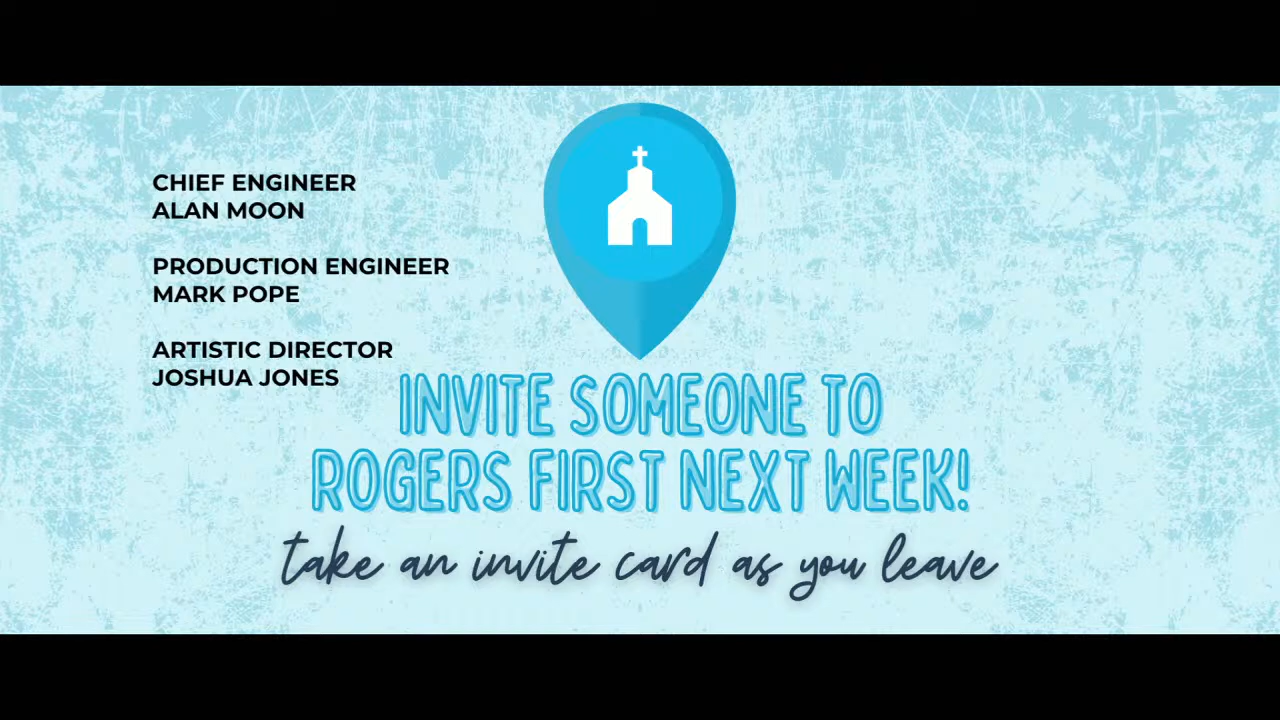 CHIEF ENGINEER
ALAN MOON
PRODUCTION ENGINEER
MARK POPE
ARTISTIC DIRECTOR
JOSHUA JONES
INVITE SOMEONE TO
ROGERS FIRST NEXT WEEK!
take an invite card as you leave